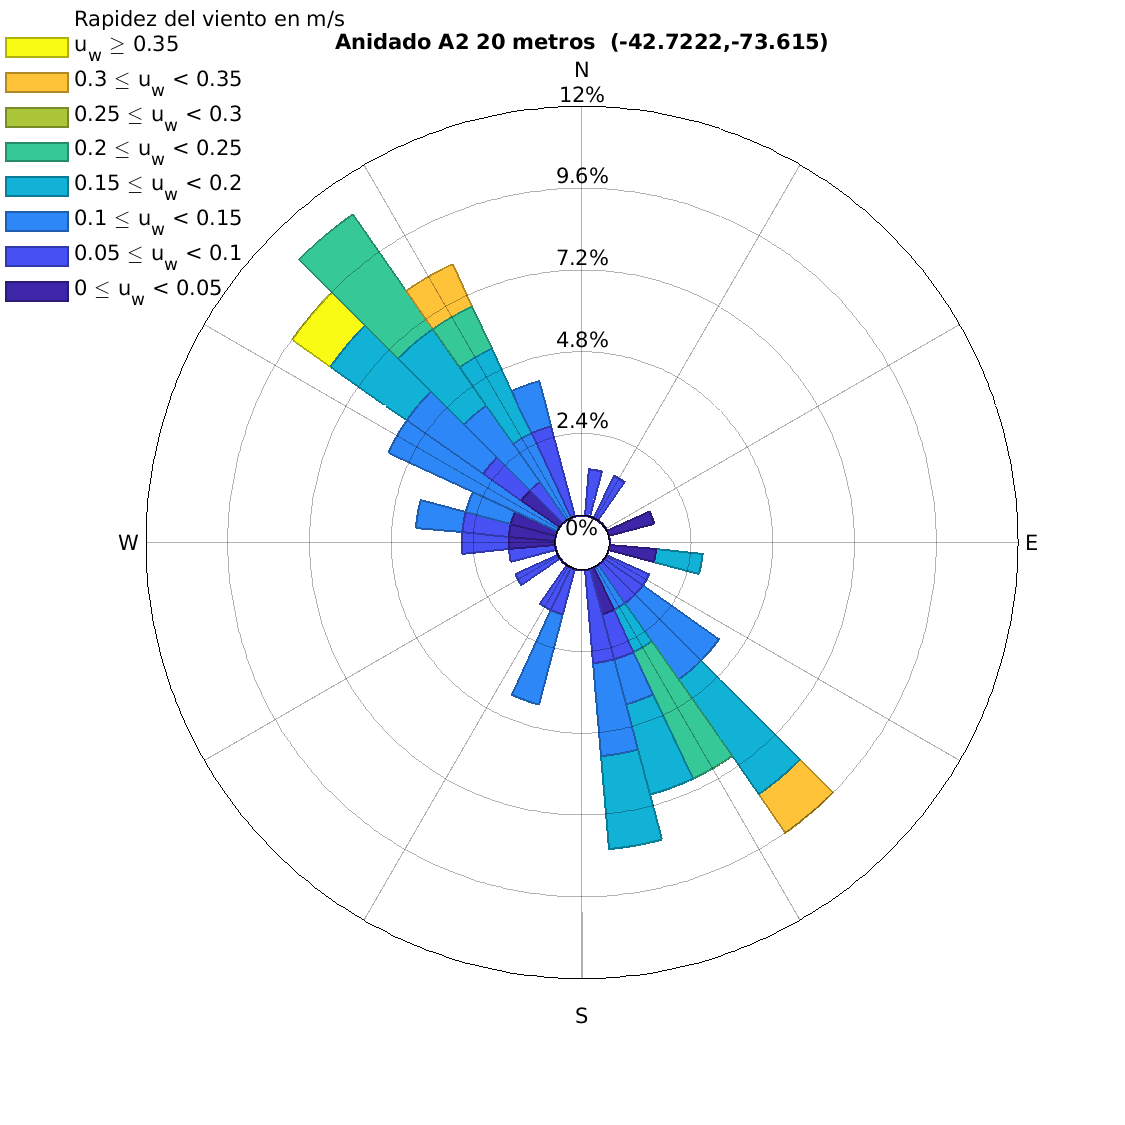 Rapidez del viento en m/s
u_w ≥ 0.35
0.3 ≤ u_w < 0.35
0.25 ≤ u_w < 0.3
0.2 ≤ u_w < 0.25
0.15 ≤ u_w < 0.2
0.1 ≤ u_w < 0.15
0.05 ≤ u_w < 0.1
0 ≤ u_w < 0.05
Anidado A2 20 metros (-42.7222,-73.615)
N
12%
9.6%
7.2%
4.8%
2.4%
0%
W
E
S